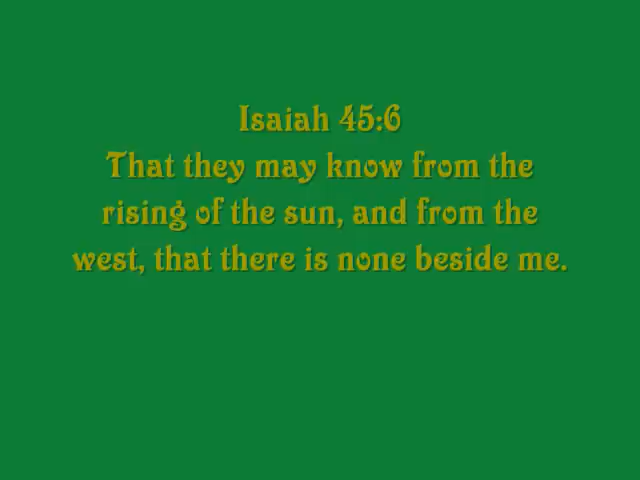 Isaiah 45:6
That they may know from the
rising of the sun, and from the
west, that there is none beside me.